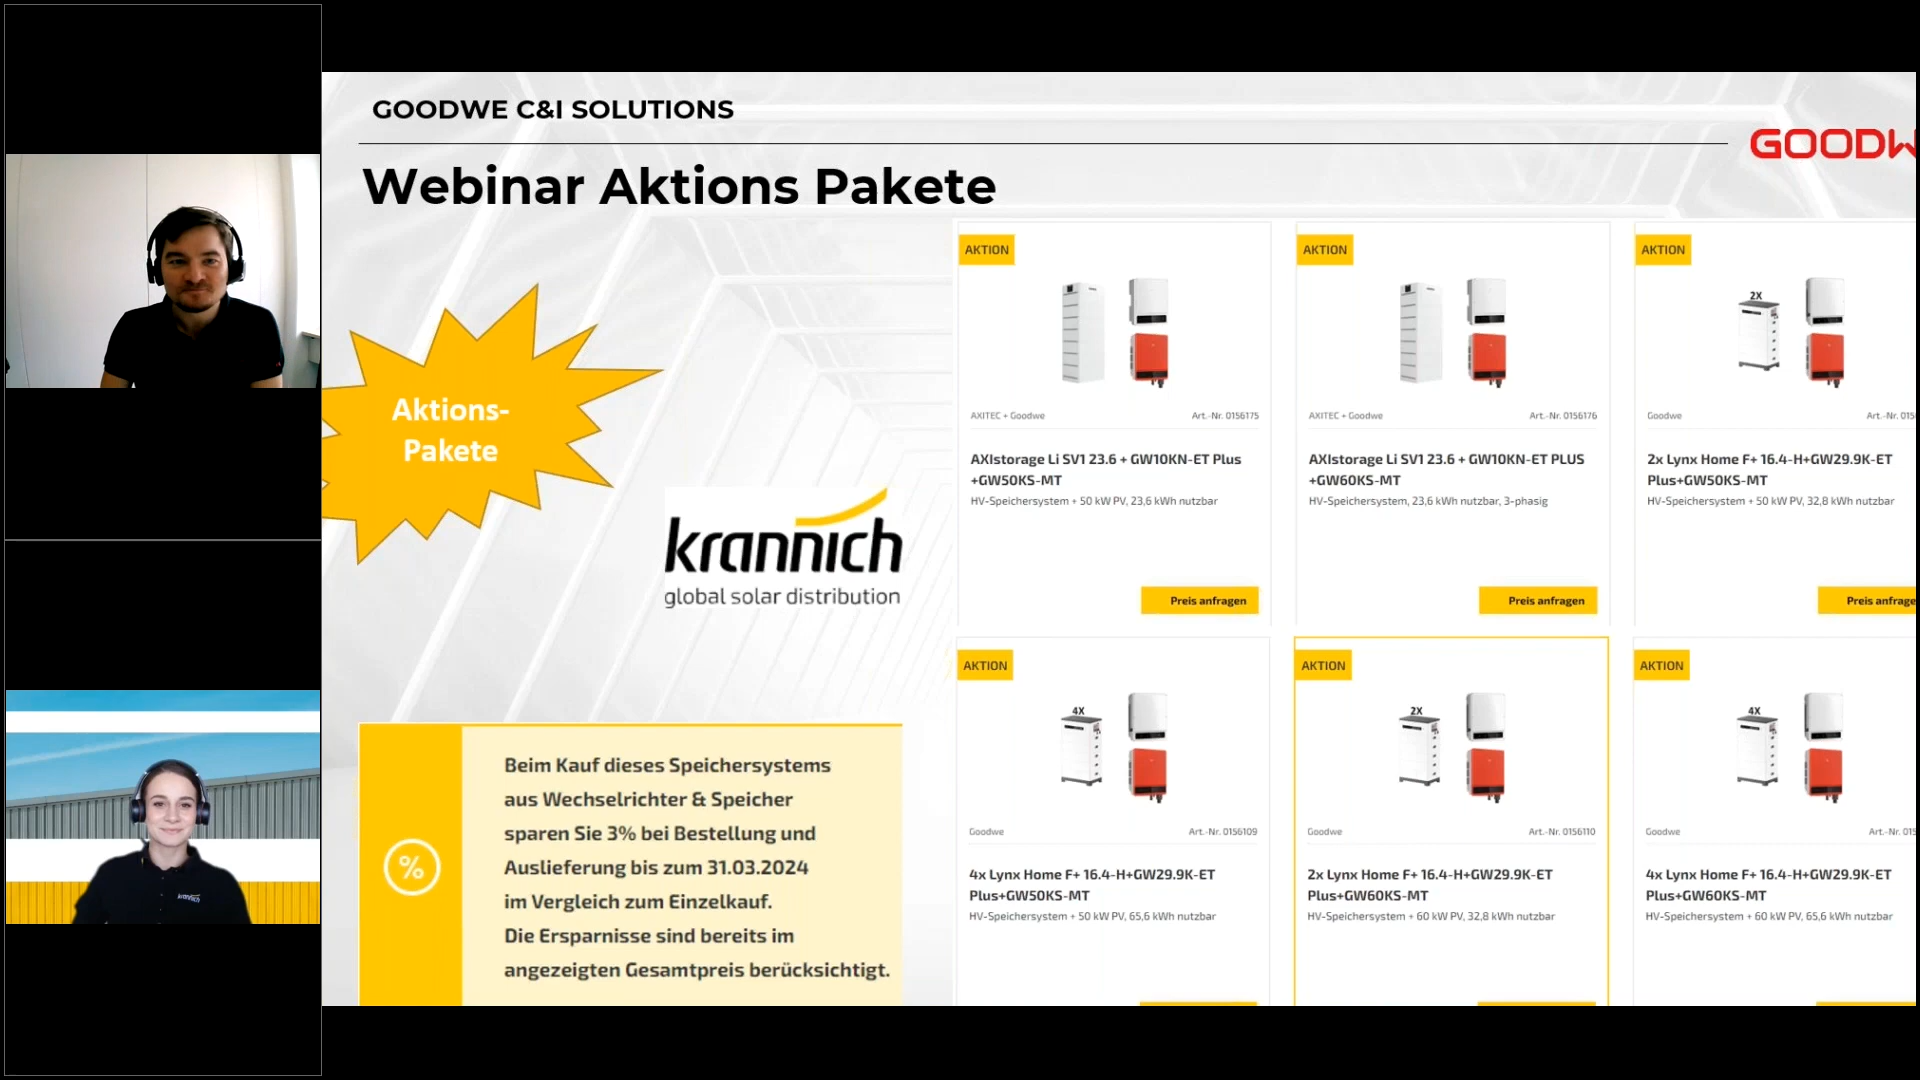 GOODWE C&I SOLUTIONS
GOODW
Webinar Aktions Pakete
Aktions-
Pakete
krannich
global solar distribution
Beim Kauf dieses Speichersystems
aus Wechselrichter & Speicher
sparen Sie 3% bei Bestellung und
Auslieferung bis zum 31.03.2024
im Vergleich zum Einzelkauf.
Die Ersparnisse sind bereits im
angezeigten Gesamtpreis berücksichtigt.
%
AKTION
AXITEC + Goodwe Art.-Nr. 0156175
AXIstorage Li SV1 23.6 + GW10KN-ET Plus
+GW50KS-MT
HV-Speichersystem + 50 kW PV, 23,6 kWh nutzbar
Preis anfragen
AKTION
AXITEC + Goodwe Art.-Nr. 0156176
AXIstorage Li SV1 23.6 + GW10KN-ET PLUS
+GW60KS-MT
HV-Speichersystem, 23,6 kWh nutzbar, 3-phasig
Preis anfragen
AKTION
2X
Goodwe Art.-Nr. 015
2x Lynx Home F+ 16.4-H+GW29.9K-ET
Plus+GW50KS-MT
HV-Speichersystem + 50 kW PV, 32,8 kWh nutzbar
Preis anfrage
AKTION
4X
Goodwe Art.-Nr. 0156109
4x Lynx Home F+ 16.4-H+GW29.9K-ET
Plus+GW50KS-MT
HV-Speichersystem + 50 kW PV, 65,6 kWh nutzbar
AKTION
2X
Goodwe Art.-Nr. 0156110
2x Lynx Home F+ 16.4-H+GW29.9K-ET
Plus+GW60KS-MT
HV-Speichersystem + 60 kW PV, 32,8 kWh nutzbar
AKTION
4X
Goodwe Art.-Nr. 015
4x Lynx Home F+ 16.4-H+GW29.9K-ET
Plus+GW60KS-MT
HV-Speichersystem + 60 kW PV, 65,6 kWh nutzbar
krannich